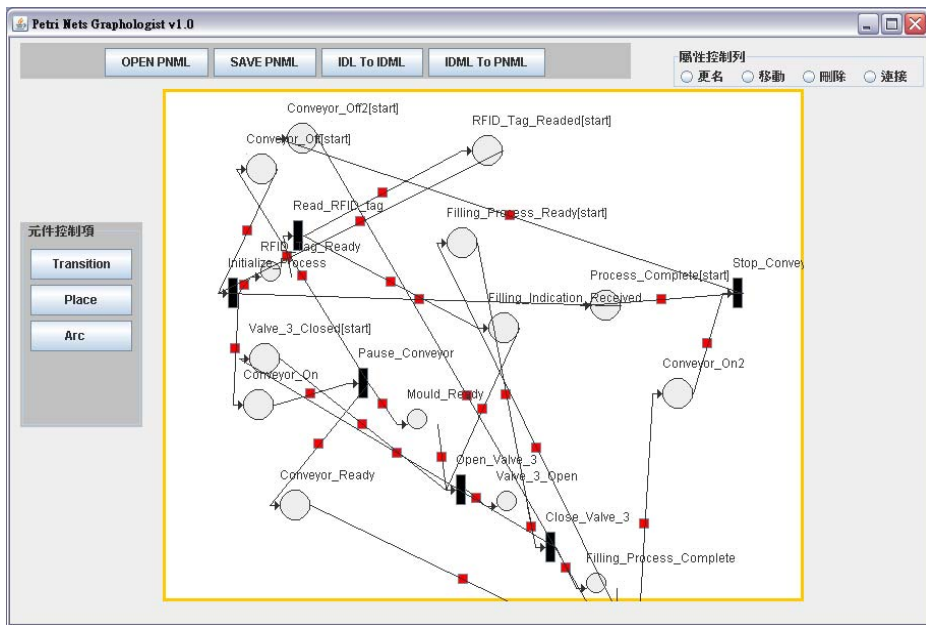 Petri Nets Graphologist v1.0
OPEN PNML
SAVE PNML
IDL To IDML
IDML To PNML
屬性控制列
更名
移動
刪除
連接
元件控制項
Transition
Place
Arc
Conveyor_Off2[start]
RFID_Tag_Readed[start]
Conveyor_Off[start]
Read_RFID_tag
Filling_Process_Ready[start]
RFID_Tag_Ready
Initialize_Process
Process_Complete[start]
Stop_Convey
Filling_Indication_Received
Valve_3_Closed[start]
Pause_Conveyor
Conveyor_On2
Conveyor_On
Mould_Ready
Open_Valve_3
Conveyor_Ready
Valve_3_Open
Close_Valve_3
Filling_Process_Complete